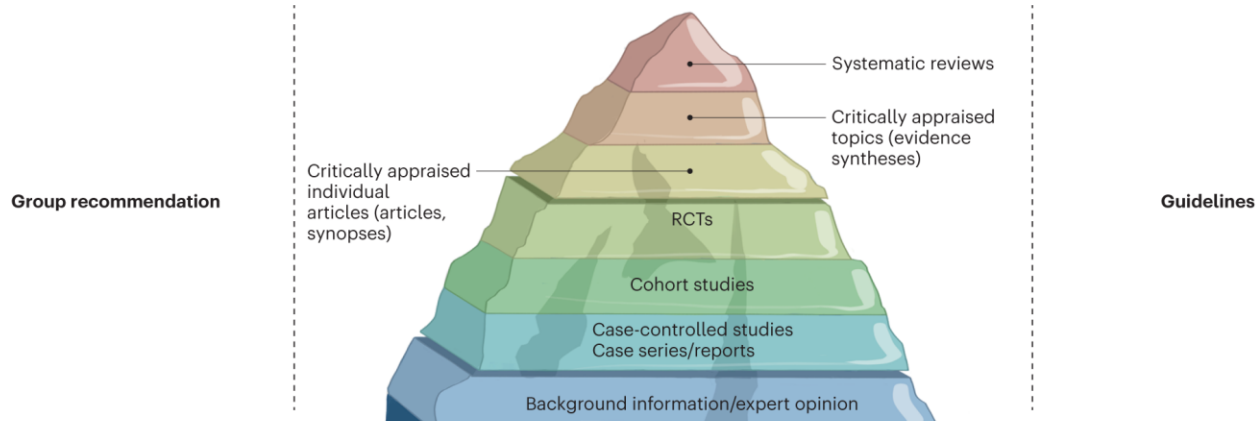 Systematic reviews
Critically appraised
topics (evidence
syntheses)
Critically appraised
individual
articles (articles,
synopses)
Group recommendation
Guidelines
RCTs
Cohort studies
Case-controlled studies
Case series/reports
Background information/expert opinion